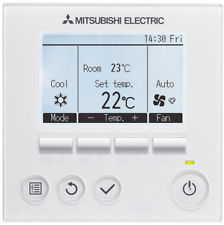 MITSUBISHI ELECTRIC
14:30 Fri
Room 23°C
Cool Set temp. Auto
22°C
Mode − Temp. + Fan